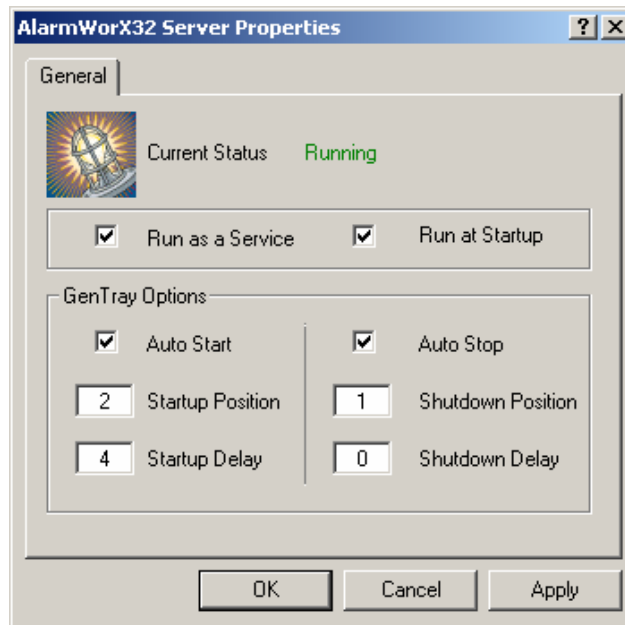 AlarmWorX32 Server Properties
General
Current Status Running
Run as a Service Run at Startup
GenTray Options
Auto Start Auto Stop
2 Startup Position 1 Shutdown Position
4 Startup Delay 0 Shutdown Delay
OK Cancel Apply